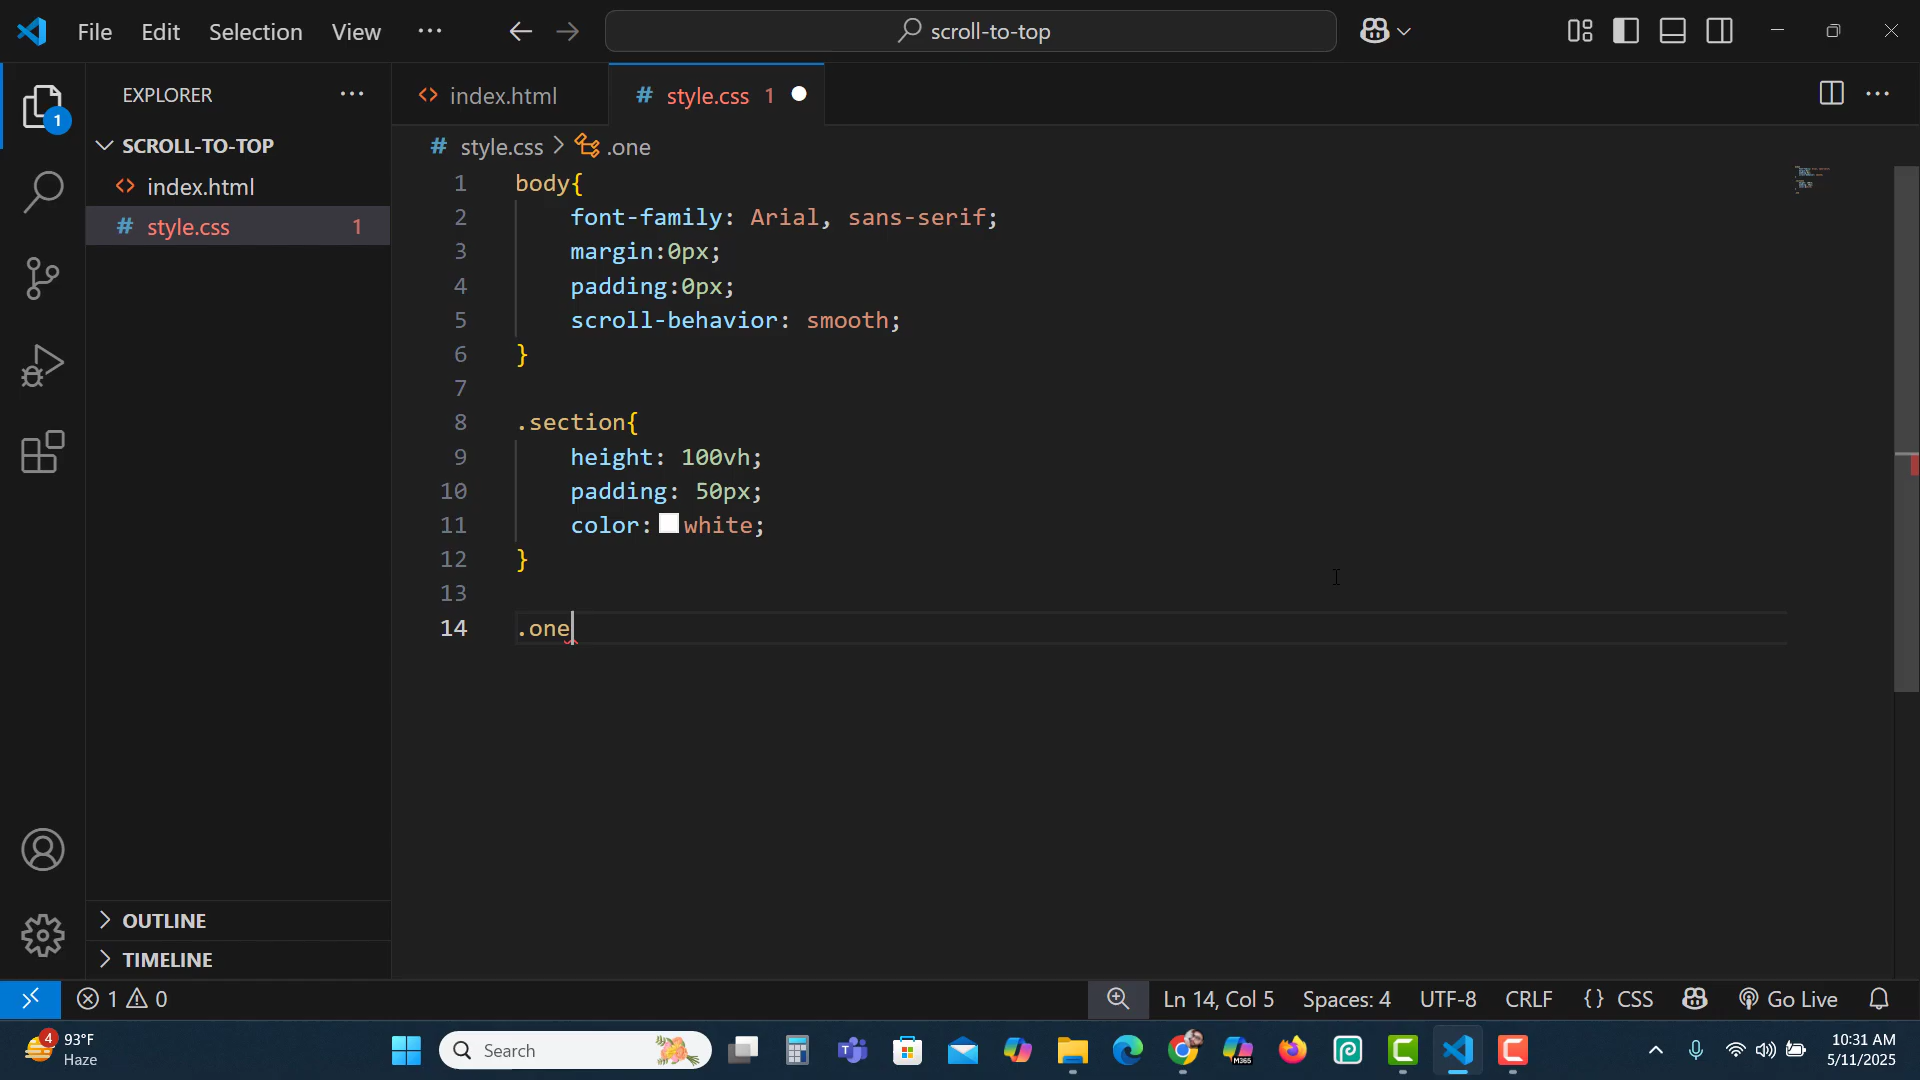 File Edit Selection View ··· scroll-to-top
EXPLORER ···
SCROLL-TO-TOP
index.html
style.css 1
OUTLINE
TIMELINE
1
index.html
style.css 1
style.css > .one
1 body{
2 font-family: Arial, sans-serif;
3 margin:0px;
4 padding:0px;
5 scroll-behavior: smooth;
6 }
7
8 .section{
9 height: 100vh;
10 padding: 50px;
11 color: white;
12 }
13
14 .one
1 0 Ln 14, Col 5 Spaces: 4 UTF-8 CRLF {} CSS Go Live
4 93°F
Haze
Search
M365
10:31 AM
5/11/2025